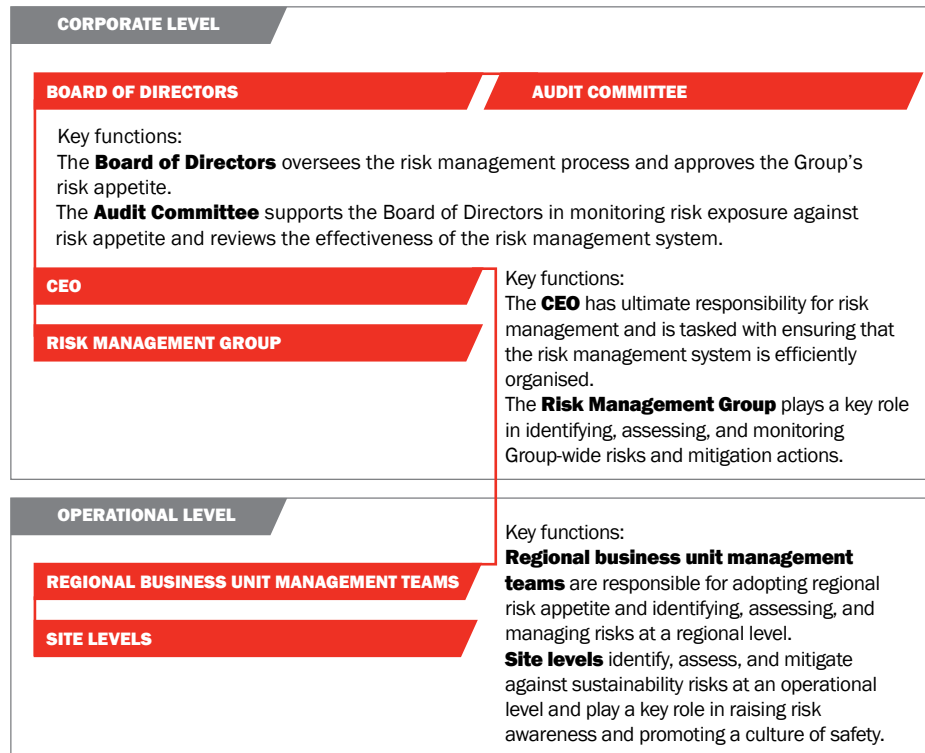 CORPORATE LEVEL
BOARD OF DIRECTORS
AUDIT COMMITTEE
Key functions:
The Board of Directors oversees the risk management process and approves the Group's
risk appetite.
The Audit Committee supports the Board of Directors in monitoring risk exposure against
risk appetite and reviews the effectiveness of the risk management system.
CEO
RISK MANAGEMENT GROUP
Key functions:
The CEO has ultimate responsibility for risk
management and is tasked with ensuring that
the risk management system is efficiently
organised.
The Risk Management Group plays a key role
in identifying, assessing, and monitoring
Group-wide risks and mitigation actions.
OPERATIONAL LEVEL
REGIONAL BUSINESS UNIT MANAGEMENT TEAMS
SITE LEVELS
Key functions:
Regional business unit management
teams are responsible for adopting regional
risk appetite and identifying, assessing, and
managing risks at a regional level.
Site levels identify, assess, and mitigate
against sustainability risks at an operational
level and play a key role in raising risk
awareness and promoting a culture of safety.